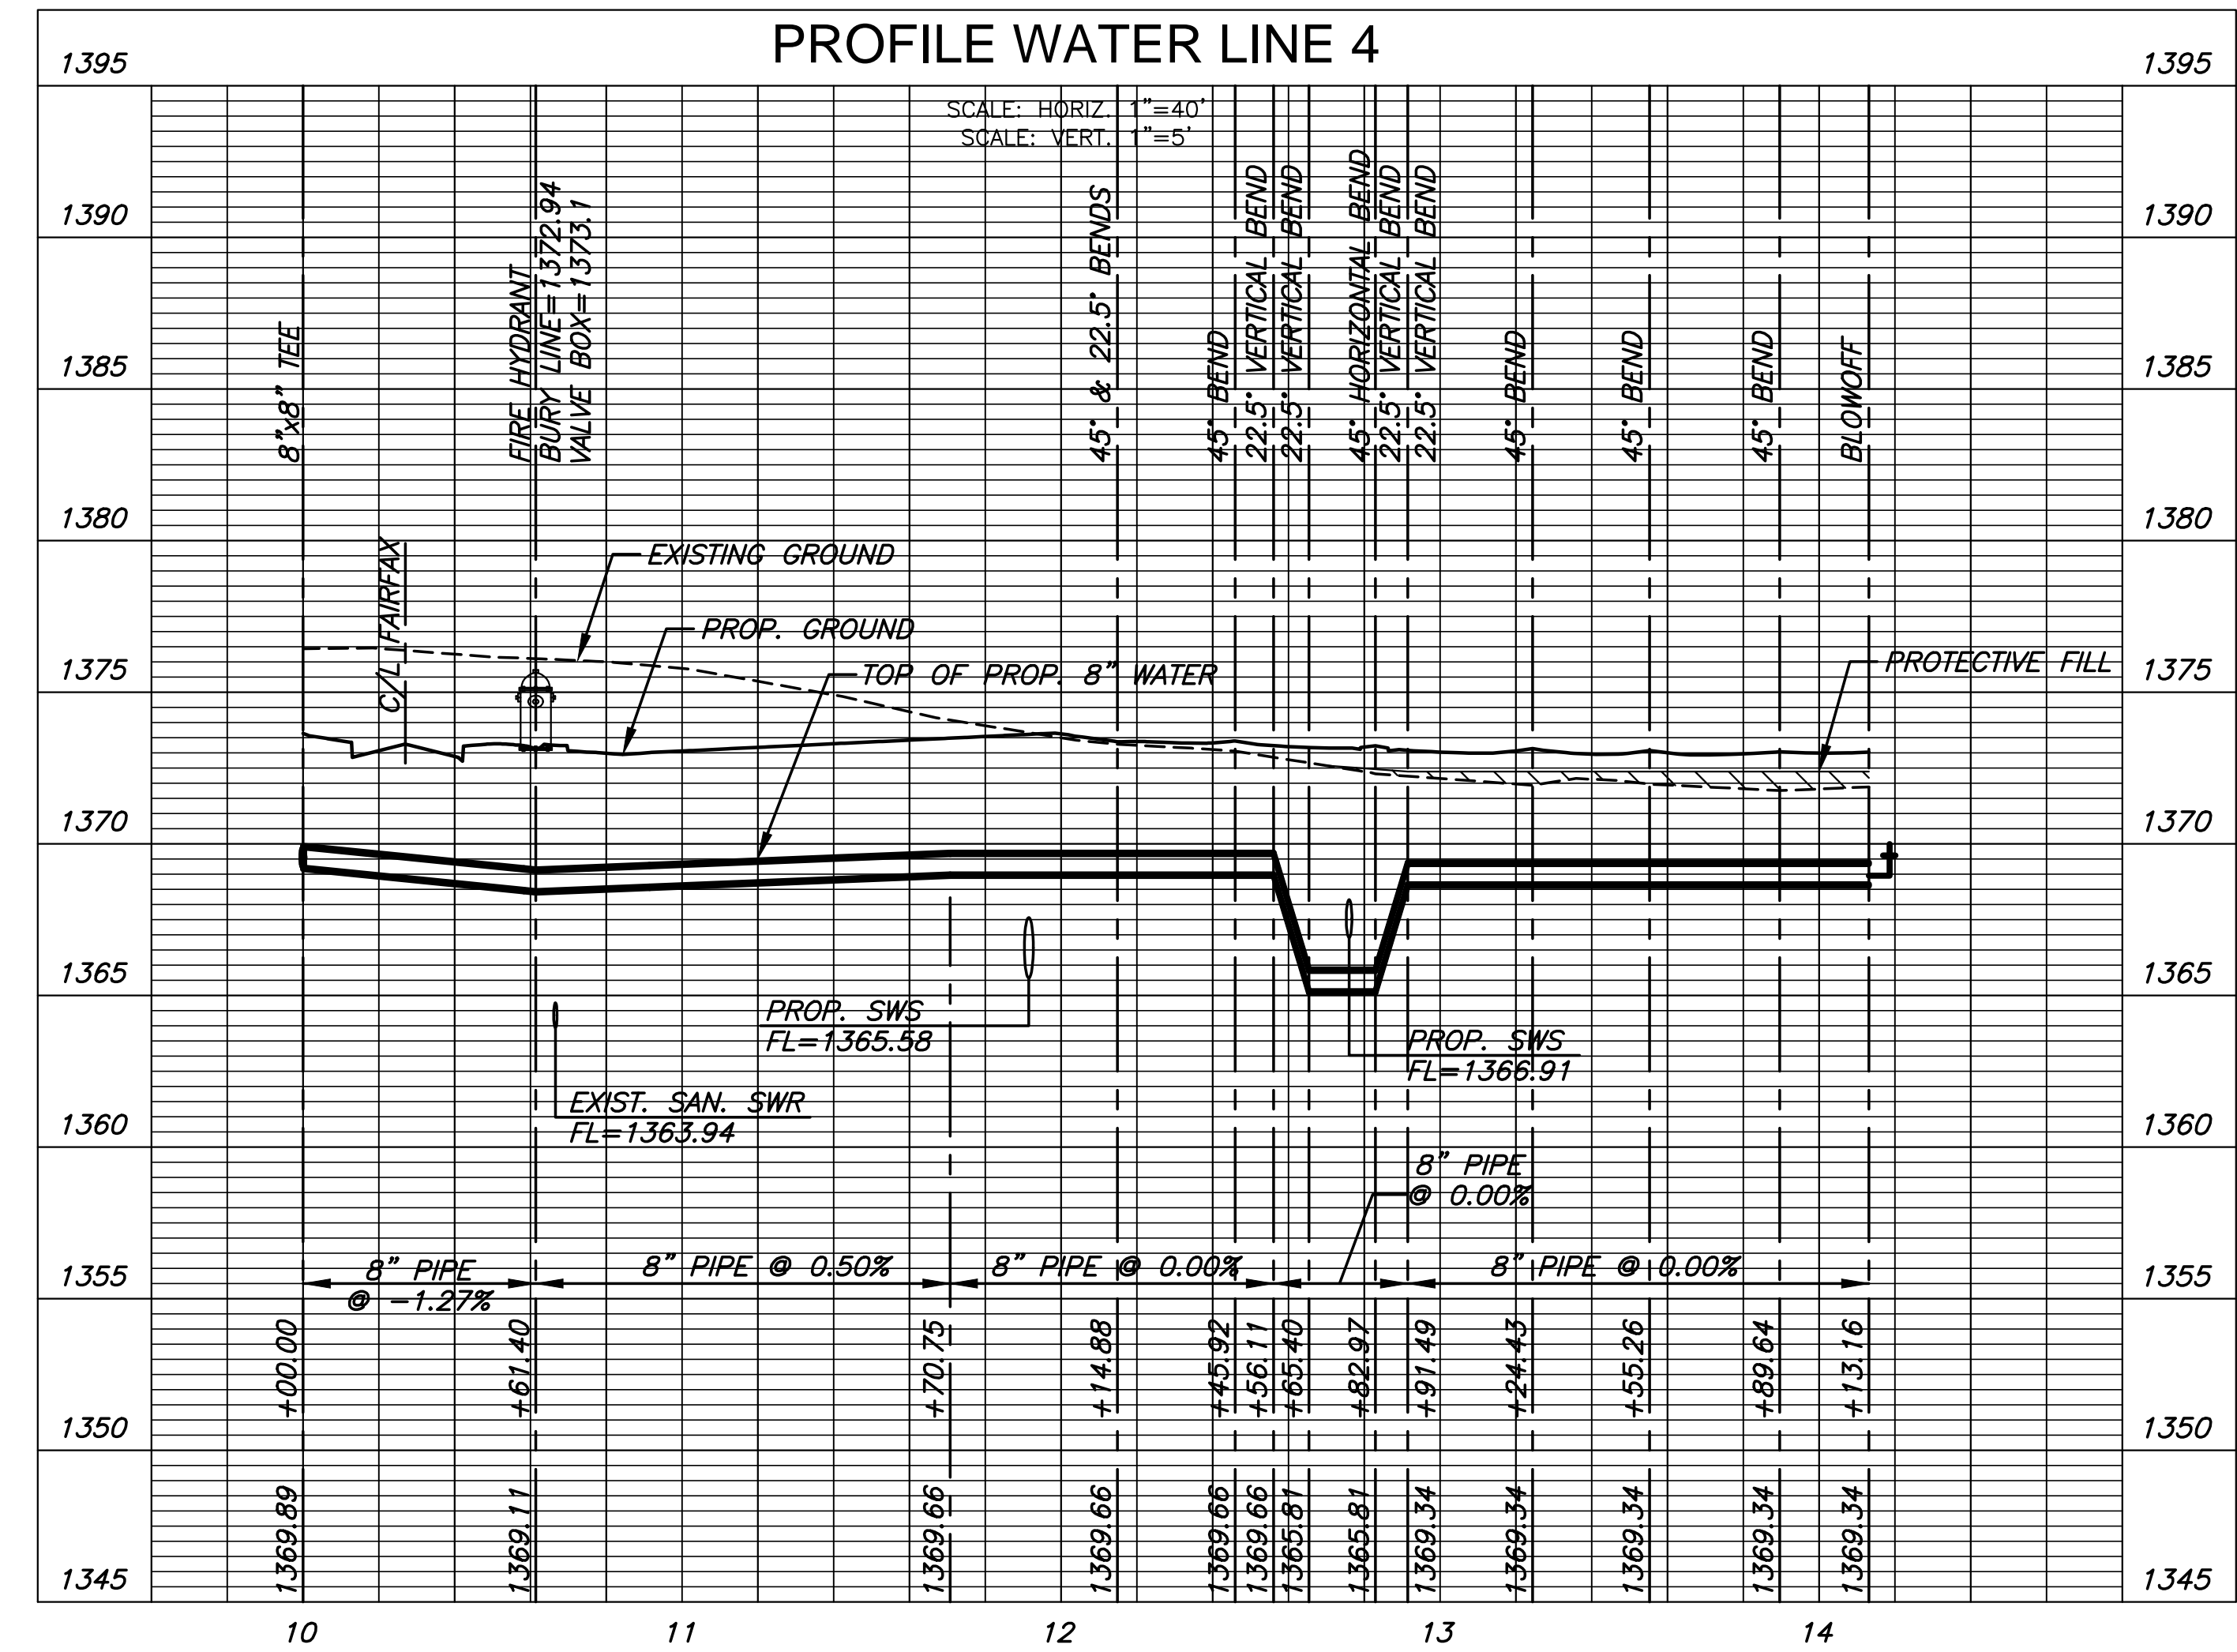 PROFILE WATER LINE 4
SCALE: HORIZ. 1"=40'
SCALE: VERT. 1"=5'
1395
1395
1390
1390
1385
1385
1380
1380
1375
1375
1370
1370
1365
1365
1360
1360
1355
1355
1350
1350
1345
1345
8"x8" TEE
C/L FAIRFAX
FIRE HYDRANT
BURY LINE=1372.94
VALVE BOX=1373.1
45° & 22.5° BENDS
45° BEND
22.5° VERTICAL BEND
22.5° VERTICAL BEND
45° HORIZONTAL BEND
22.5° VERTICAL BEND
22.5° VERTICAL BEND
45° BEND
45° BEND
45° BEND
BLOWOFF
EXISTING GROUND
PROP. GROUND
TOP OF PROP. 8" WATER
PROTECTIVE FILL
PROP. SWS
FL=1365.58
PROP. SWS
FL=1366.91
EXIST. SAN. SWR
FL=1363.94
8" PIPE
@ 0.00%
8" PIPE
@ -1.27%
8" PIPE @ 0.50%
8" PIPE @ 0.00%
8" PIPE @ 0.00%
+00.00
+61.40
+70.75
+14.88
+45.92
+56.11
+65.40
+82.97
+91.49
+24.43
+55.26
+89.64
+13.16
1369.89
1369.11
1369.66
1369.66
1369.66
1369.66
1365.81
1365.81
1369.34
1369.34
1369.34
1369.34
1369.34
10
11
12
13
14